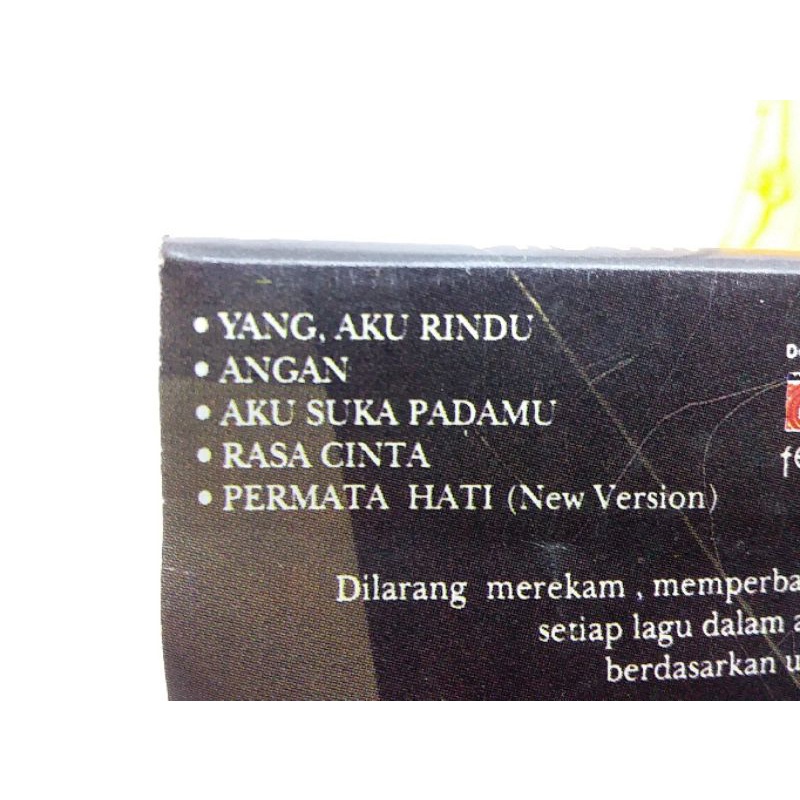 • YANG, AKU RINDU
• ANGAN
• AKU SUKA PADAMU
• RASA CINTA
• PERMATA HATI (New Version)
Dilarang merekam , memperba
setiap lagu dalam a
berdasarkan u